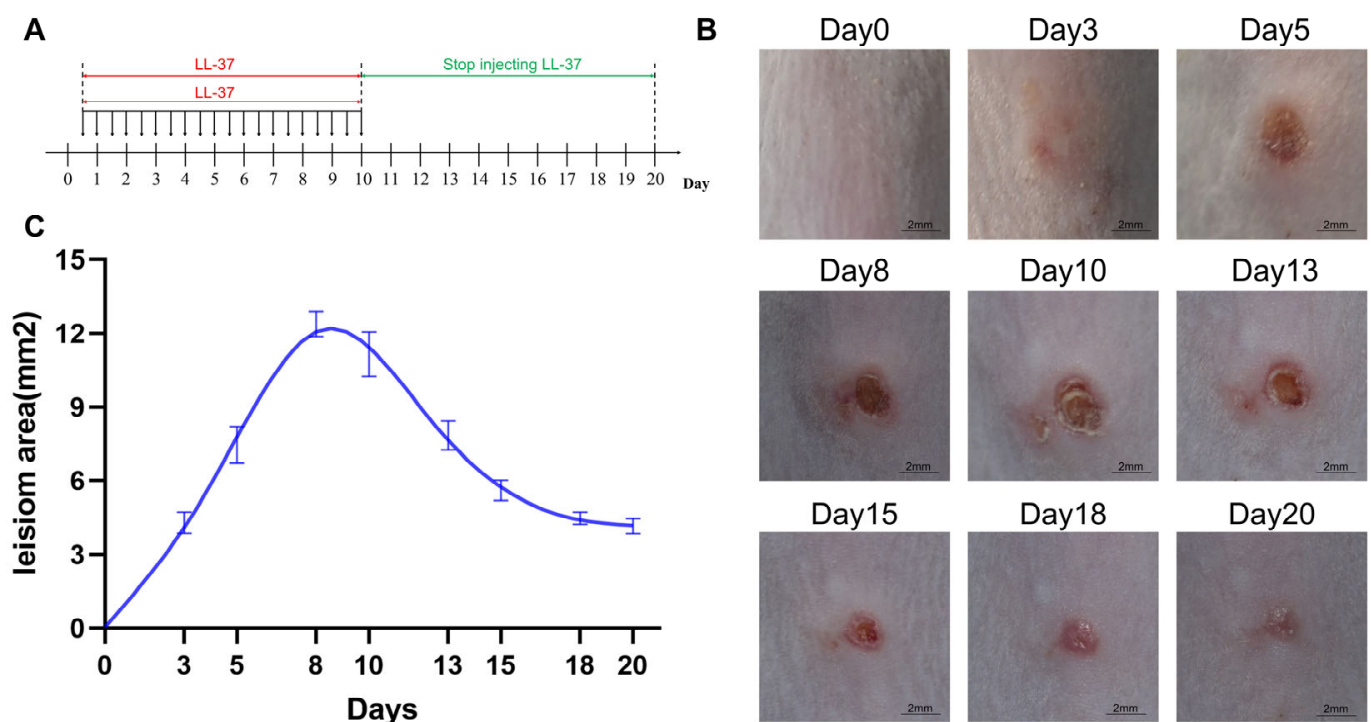 A
LL-37
Stop injecting LL-37
LL-37
0 1 2 3 4 5 6 7 8 9 10 11 12 13 14 15 16 17 18 19 20 Day
B
Day0 Day3 Day5
2mm 2mm 2mm
Day8 Day10 Day13
2mm 2mm 2mm
Day15 Day18 Day20
2mm 2mm 2mm
C
leisiom area(mm2)
15
12
9
6
3
0
0 3 5 8 10 13 15 18 20
Days